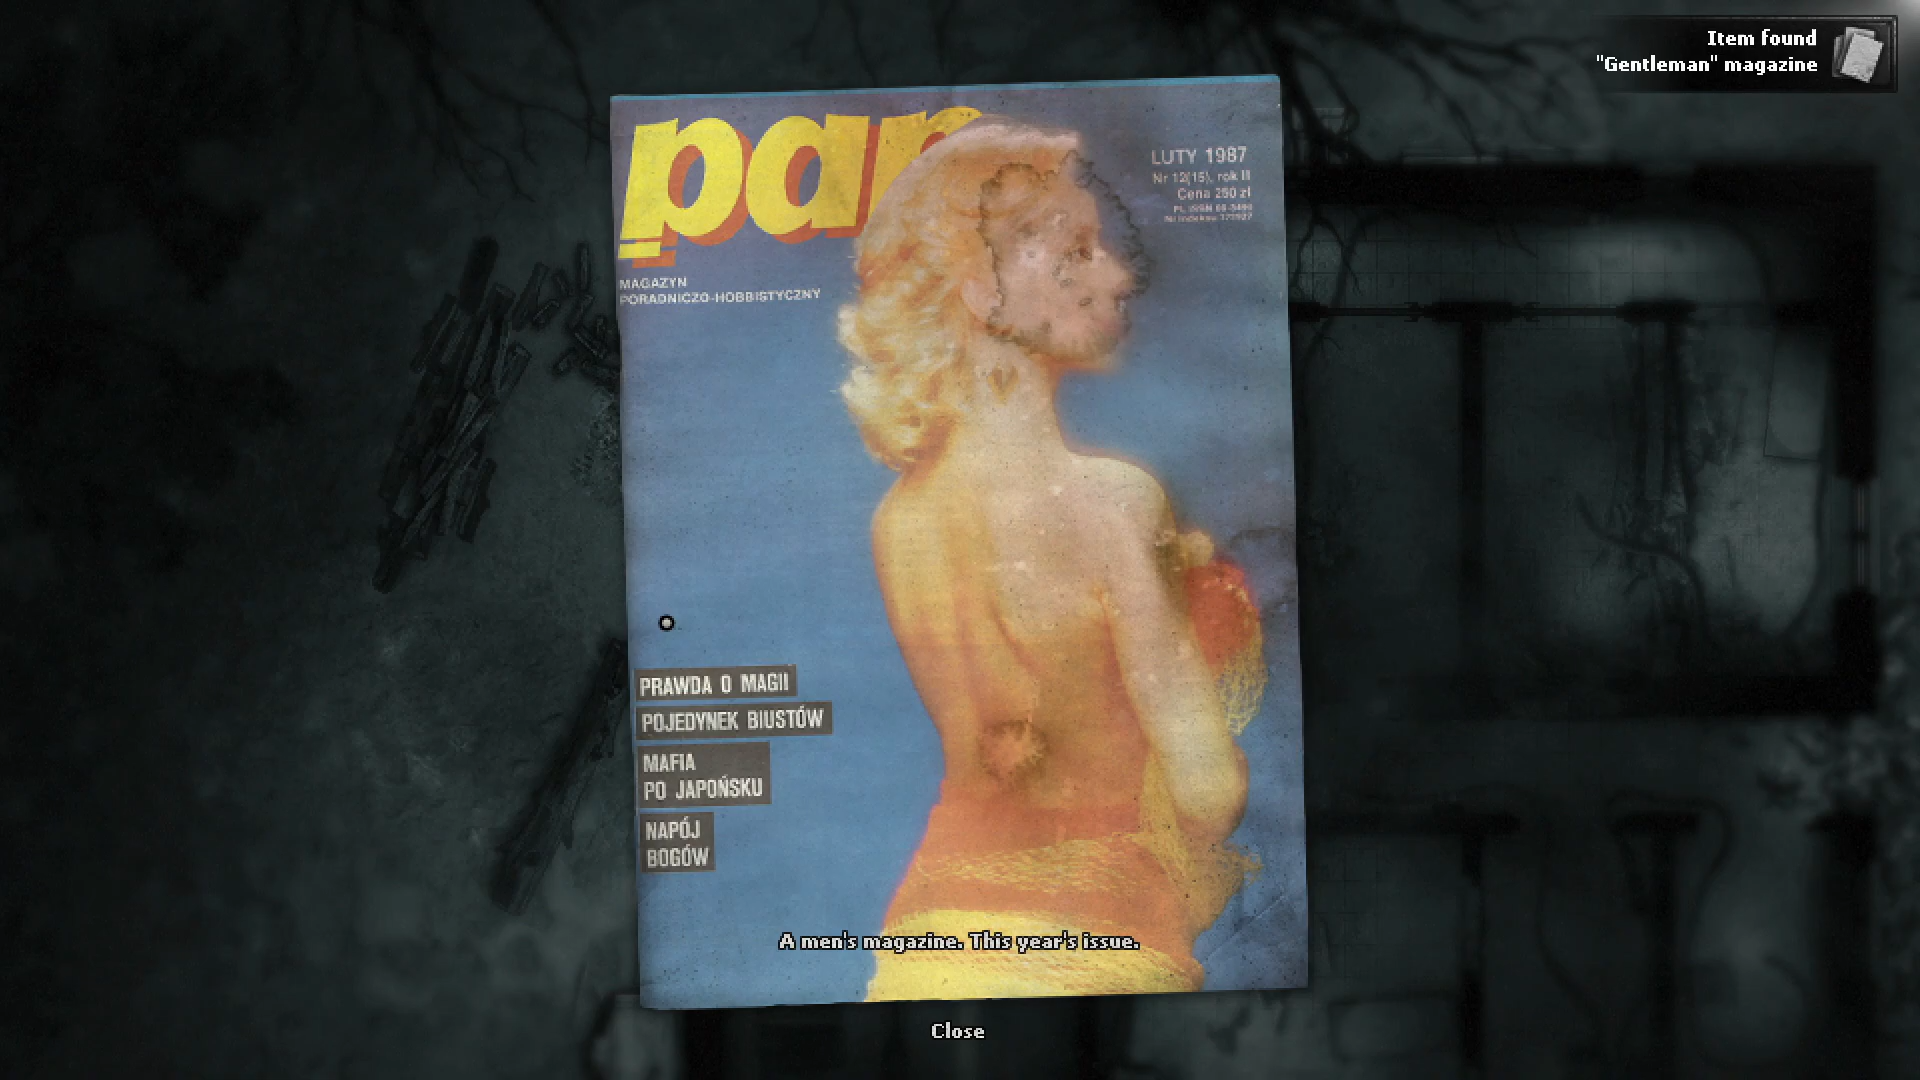 Item found
"Gentleman" magazine
pan
LUTY 1987
Nr 12(15), rok II
Cena 250 zł
MAGAZYN
PORADNICZO-HOBBISTYCZNY
PRAWDA O MAGII
POJEDYNEK BIUSTÓW
MAFIA
PO JAPOŃSKU
NAPÓJ
BOGÓW
A men's magazine. This year's issue.
Close